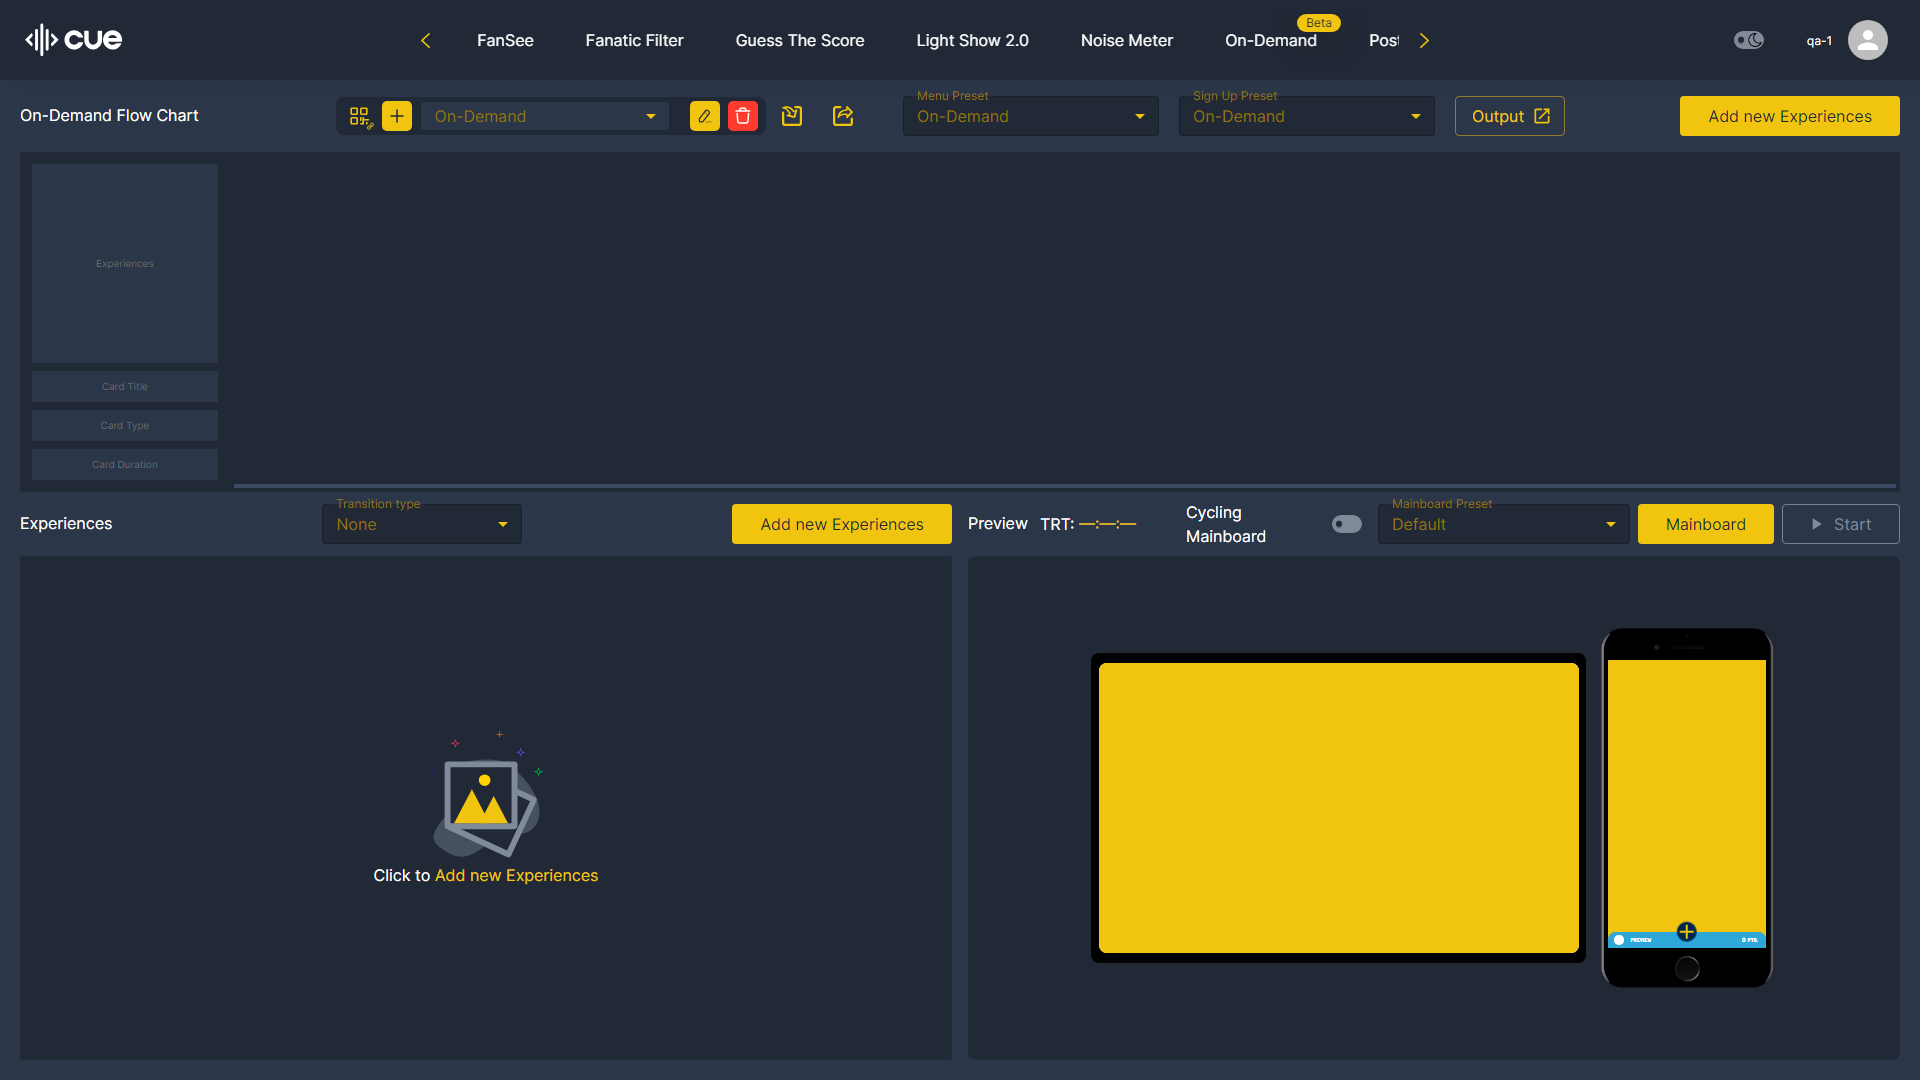 cue
FanSee
Fanatic Filter
Guess The Score
Light Show 2.0
Noise Meter
On-Demand
Beta
Pos
qa-1
On-Demand Flow Chart
On-Demand
Menu Preset
On-Demand
Sign Up Preset
On-Demand
Output
Add new Experiences
Experiences
Card Title
Card Type
Card Duration
Experiences
Transition type
None
Add new Experiences
Preview
TRT: —:—:—
Cycling
Mainboard
Mainboard Preset
Default
Mainboard
Start
Click to Add new Experiences
PREVIEW
0 PTS.